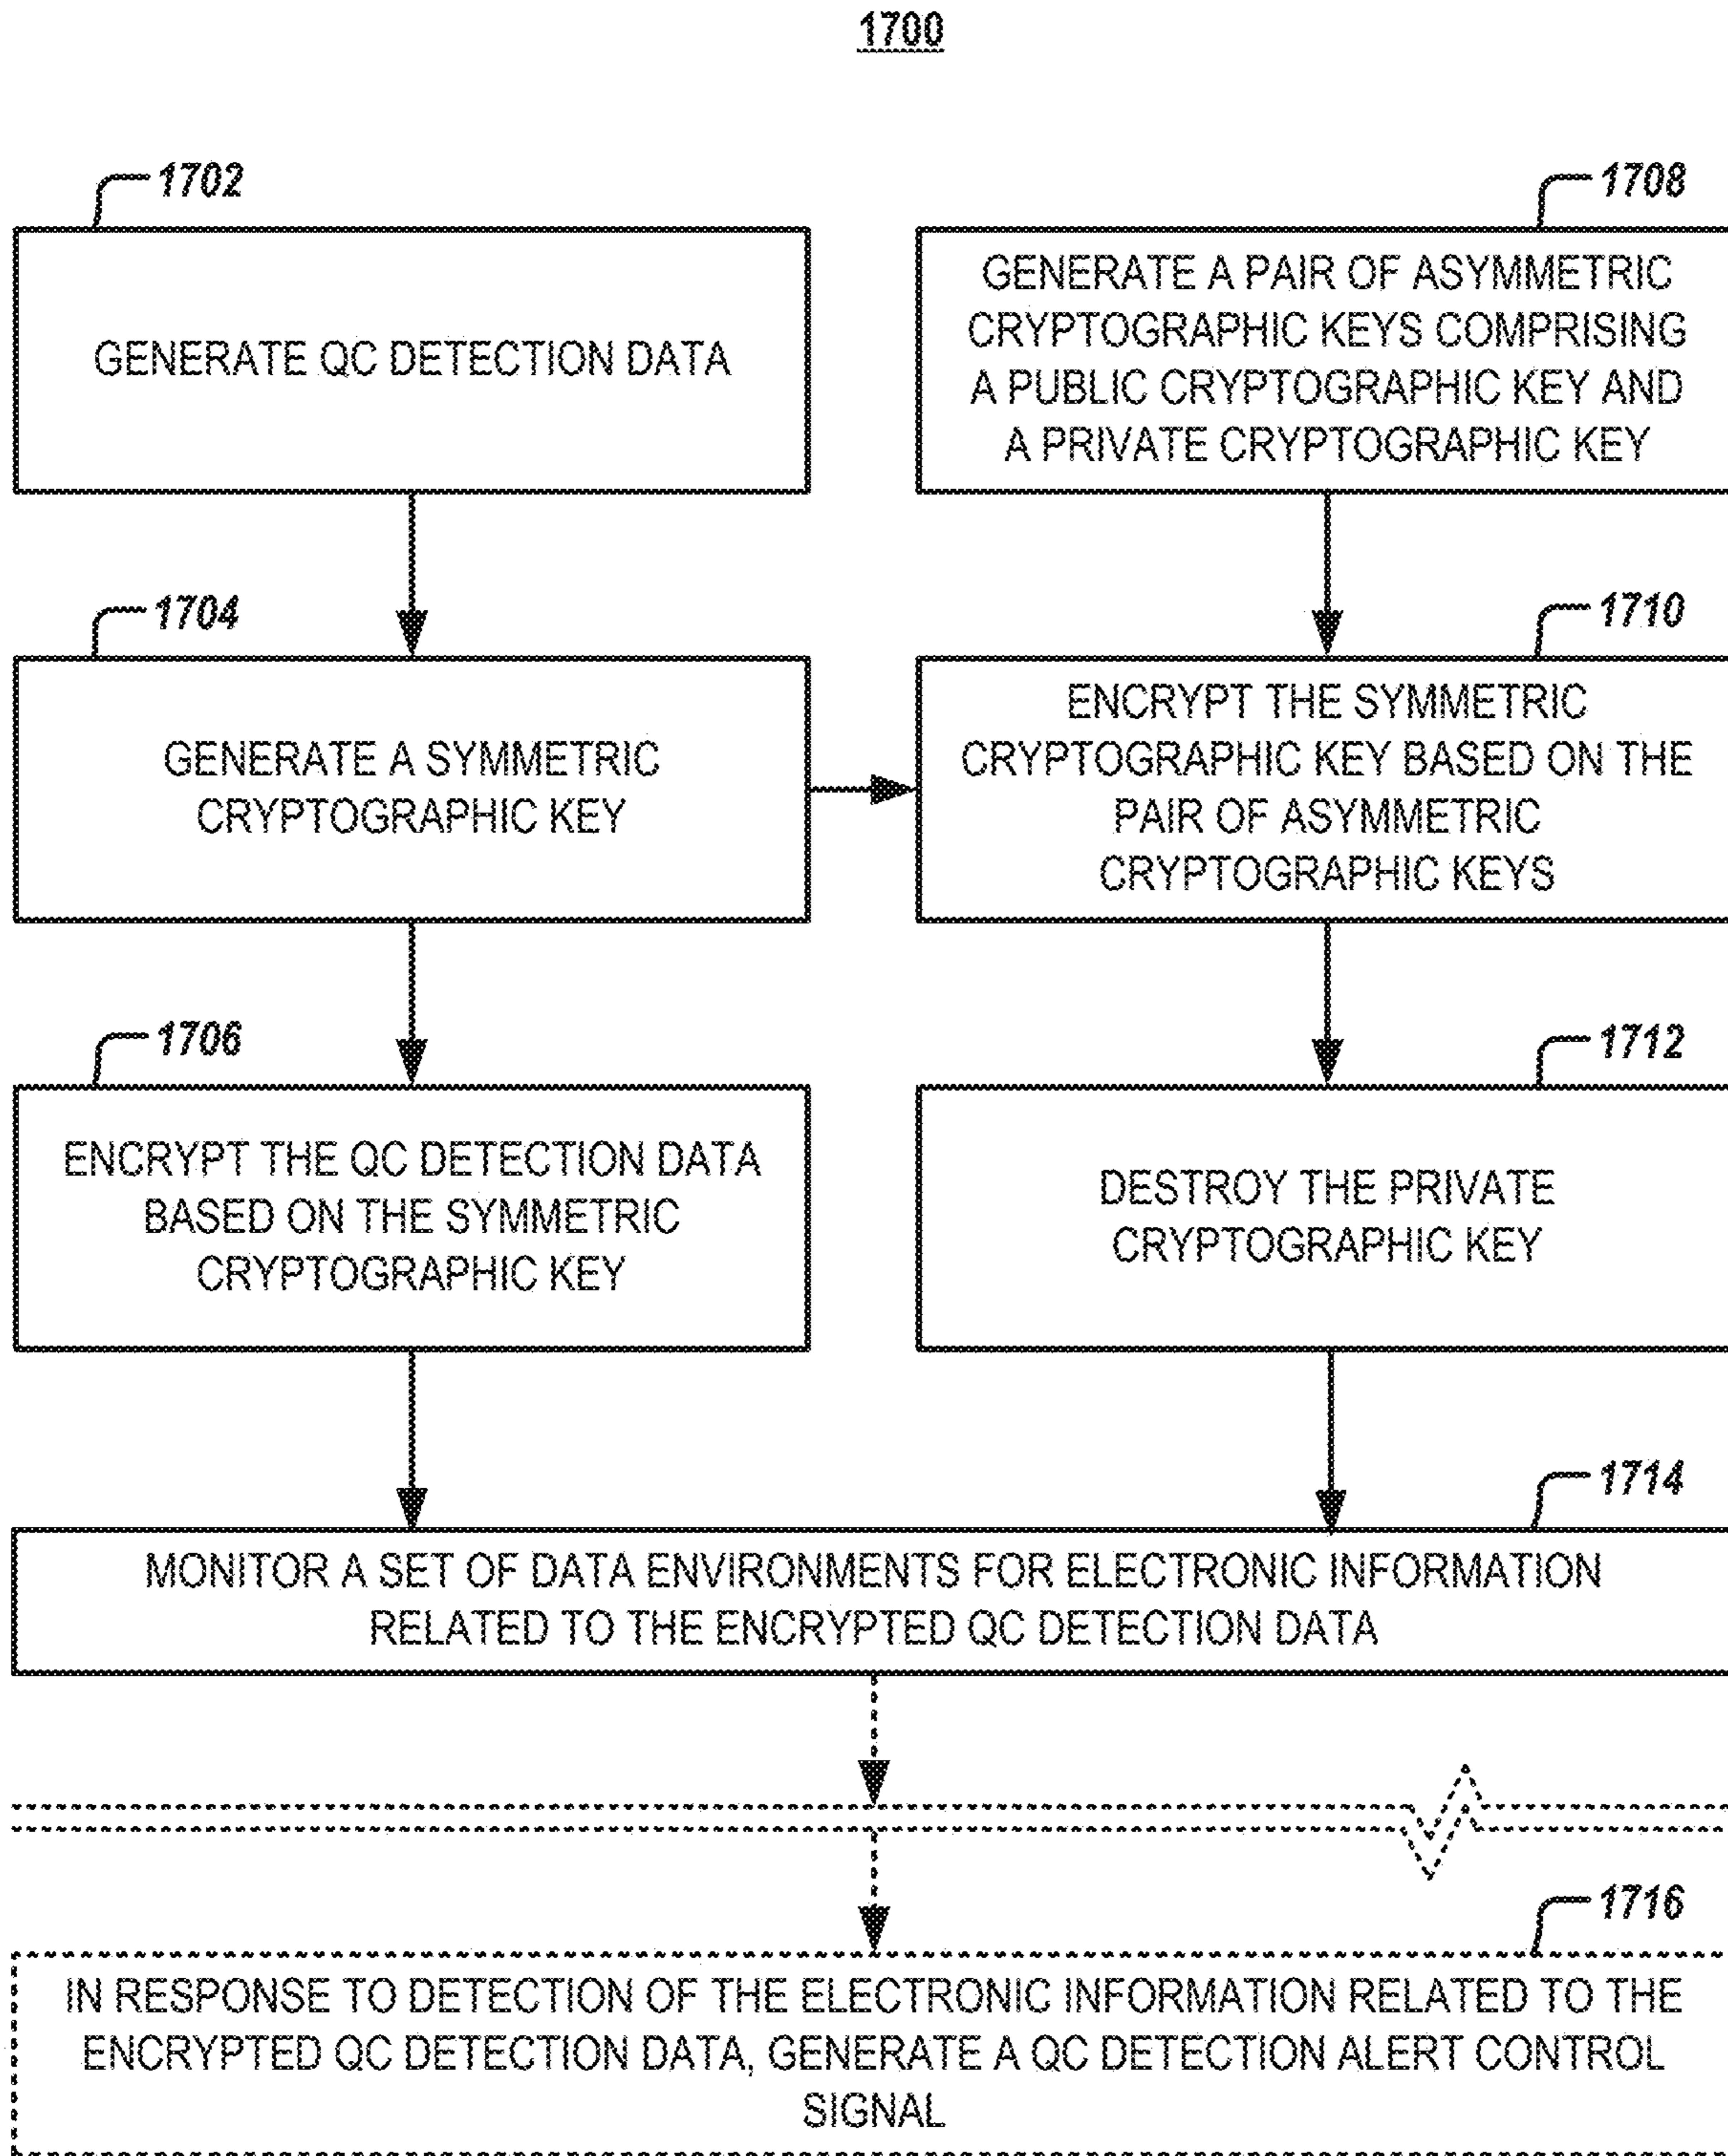 1700
1702
GENERATE QC DETECTION DATA
1708
GENERATE A PAIR OF ASYMMETRIC
CRYPTOGRAPHIC KEYS COMPRISING
A PUBLIC CRYPTOGRAPHIC KEY AND
A PRIVATE CRYPTOGRAPHIC KEY
1704
GENERATE A SYMMETRIC
CRYPTOGRAPHIC KEY
1710
ENCRYPT THE SYMMETRIC
CRYPTOGRAPHIC KEY BASED ON THE
PAIR OF ASYMMETRIC
CRYPTOGRAPHIC KEYS
1706
ENCRYPT THE QC DETECTION DATA
BASED ON THE SYMMETRIC
CRYPTOGRAPHIC KEY
1712
DESTROY THE PRIVATE
CRYPTOGRAPHIC KEY
1714
MONITOR A SET OF DATA ENVIRONMENTS FOR ELECTRONIC INFORMATION
RELATED TO THE ENCRYPTED QC DETECTION DATA
1716
IN RESPONSE TO DETECTION OF THE ELECTRONIC INFORMATION RELATED TO THE
ENCRYPTED QC DETECTION DATA, GENERATE A QC DETECTION ALERT CONTROL
SIGNAL